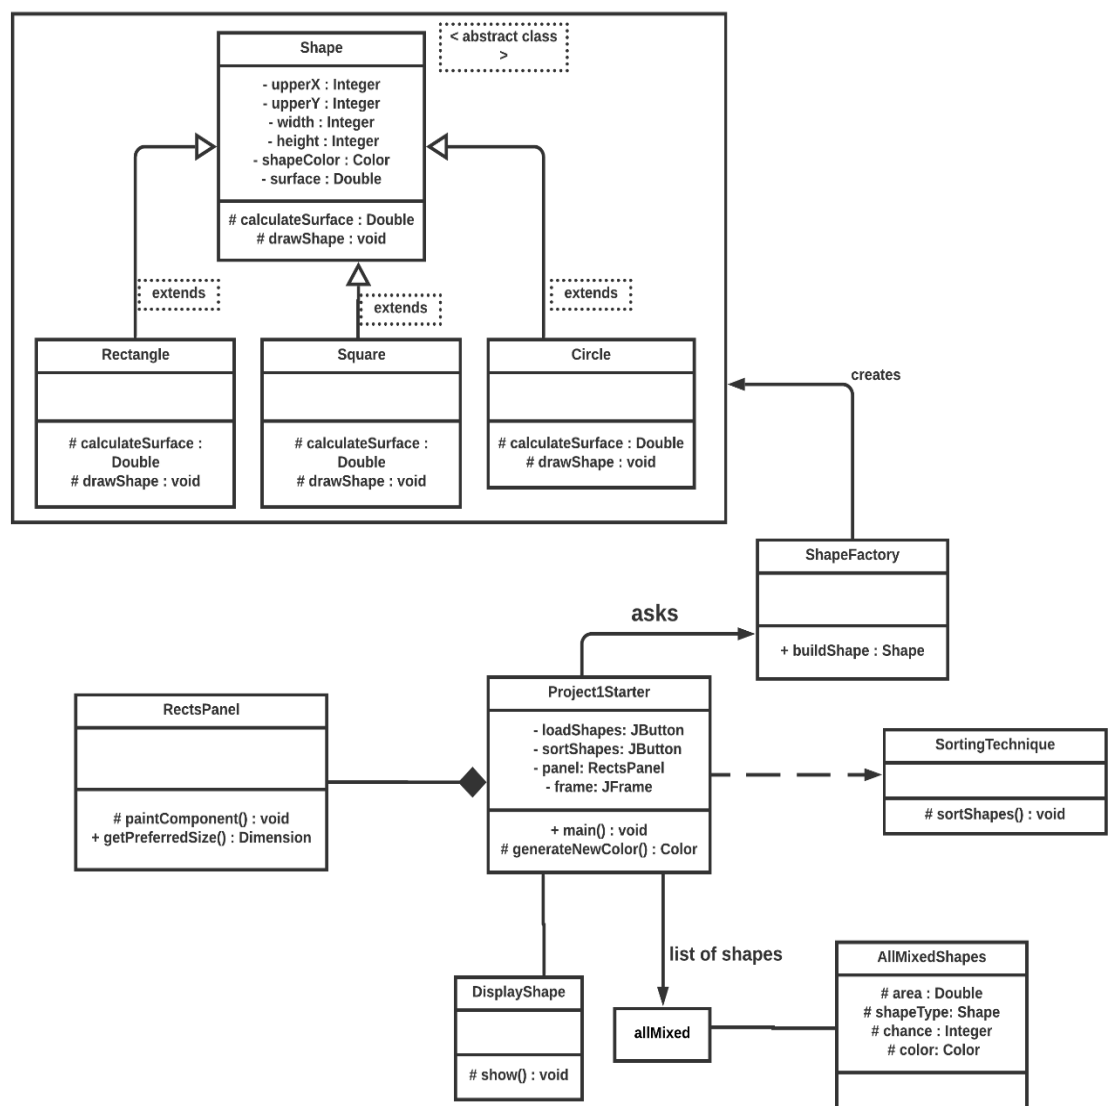 Shape
< abstract class
>
- upperX : Integer
- upperY : Integer
- width : Integer
- height : Integer
- shapeColor : Color
- surface : Double
# calculateSurface : Double
# drawShape : void
extends
extends
extends
Rectangle
# calculateSurface :
Double
# drawShape : void
Square
# calculateSurface :
Double
# drawShape : void
Circle
# calculateSurface : Double
# drawShape : void
creates
ShapeFactory
+ buildShape : Shape
asks
Project1Starter
- loadShapes: JButton
- sortShapes: JButton
- panel: RectsPanel
- frame: JFrame
+ main() : void
# generateNewColor() : Color
RectsPanel
# paintComponent() : void
+ getPreferredSize() : Dimension
SortingTechnique
# sortShapes() : void
list of shapes
DisplayShape
# show() : void
allMixed
AllMixedShapes
# area : Double
# shapeType: Shape
# chance : Integer
# color: Color